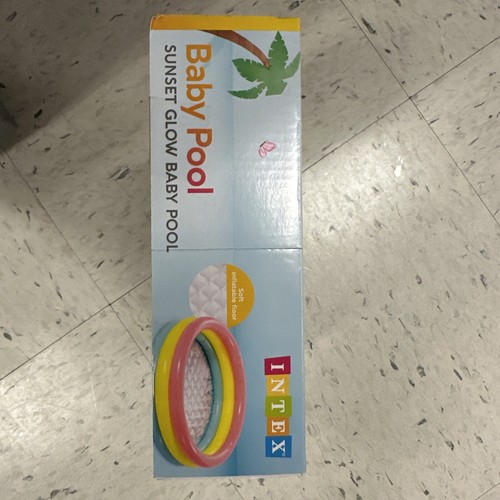 Baby Pool
SUNSET GLOW BABY POOL
Soft
inflatable floor
INTEX